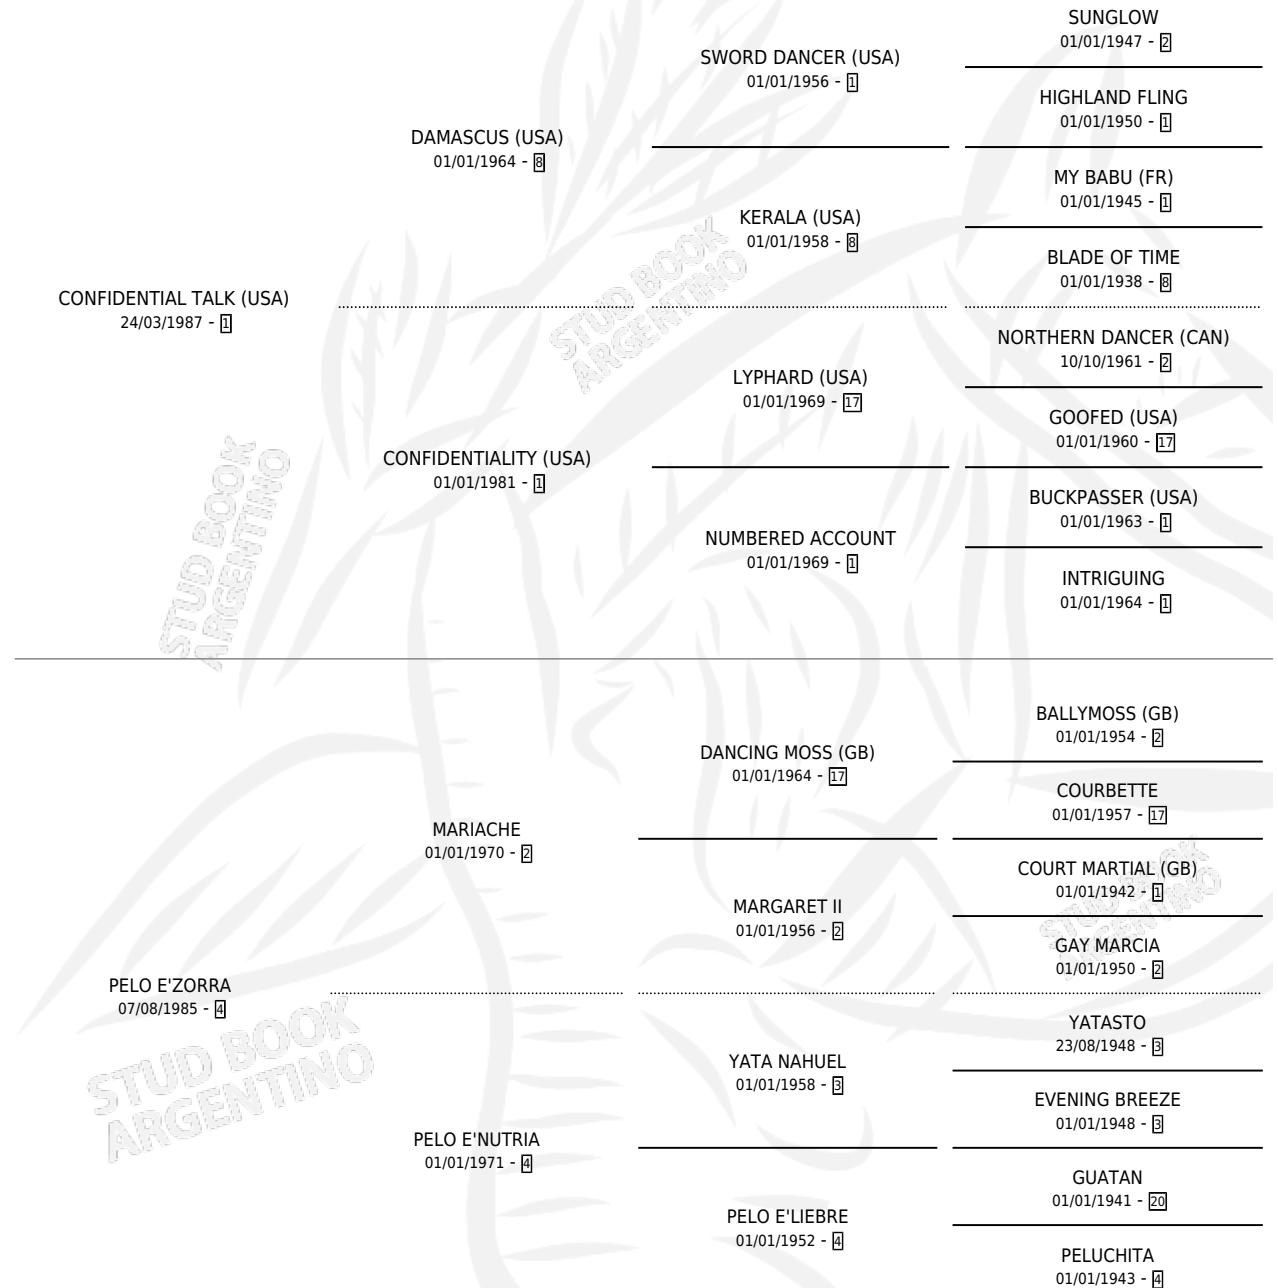 SUNGLOW
01/01/1947 - 2
SWORD DANCER (USA)
01/01/1956 - 1
HIGHLAND FLING
01/01/1950 - 1
DAMASCUS (USA)
01/01/1964 - 8
MY BABU (FR)
01/01/1945 - 1
KERALA (USA)
01/01/1958 - 8
BLADE OF TIME
01/01/1938 - 8
CONFIDENTIAL TALK (USA)
24/03/1987 - 1
NORTHERN DANCER (CAN)
10/10/1961 - 2
LYPHARD (USA)
01/01/1969 - 17
GOOFED (USA)
01/01/1960 - 17
CONFIDENTIALITY (USA)
01/01/1981 - 1
BUCKPASSER (USA)
01/01/1963 - 1
NUMBERED ACCOUNT
01/01/1969 - 1
INTRIGUING
01/01/1964 - 1
BALLYMOSS (GB)
01/01/1954 - 2
DANCING MOSS (GB)
01/01/1964 - 17
COURBETTE
01/01/1957 - 17
MARIACHE
01/01/1970 - 2
COURT MARTIAL (GB)
01/01/1942 - 1
MARGARET II
01/01/1956 - 2
GAY MARCIA
01/01/1950 - 2
PELO E'ZORRA
07/08/1985 - 4
YATASTO
23/08/1948 - 3
YATA NAHUEL
01/01/1958 - 3
EVENING BREEZE
01/01/1948 - 3
PELO E'NUTRIA
01/01/1971 - 4
GUATAN
01/01/1941 - 20
PELO E'LIEBRE
01/01/1952 - 4
PELUCHITA
01/01/1943 - 4
STUD BOOK
ARGENTINO
STUD BOOK
ARGENTINO
STUD BOOK
ARGENTINO
STUD BOOK
ARGENTINO